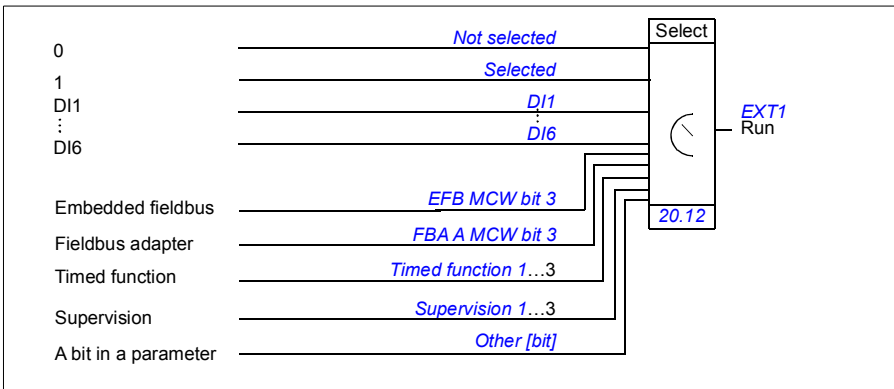 Select
0 Not selected
1 Selected
DI1 DI1
⋮ ⋮
DI6 DI6
EXT1
Run
Embedded fieldbus EFB MCW bit 3
20.12
Fieldbus adapter FBA A MCW bit 3
Timed function Timed function 1…3
Supervision Supervision 1…3
A bit in a parameter Other [bit]